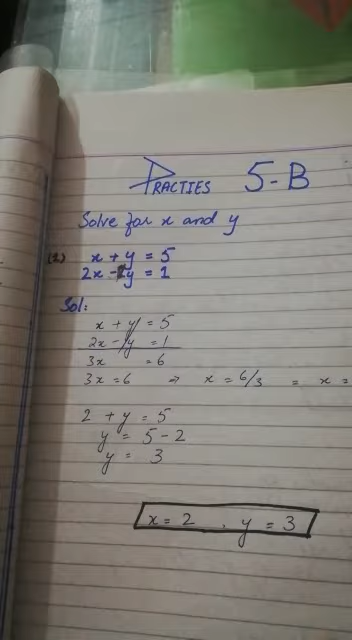 PRACTIES 5-B
Solve for x and y
(2) x + y = 5
2x - y = 1
Sol:
x + y = 5
2x - y = 1
3x = 6
3x = 6 ⇒ x = 6/3 = x =
2 + y = 5
y = 5 - 2
y = 3
x = 2 , y = 3